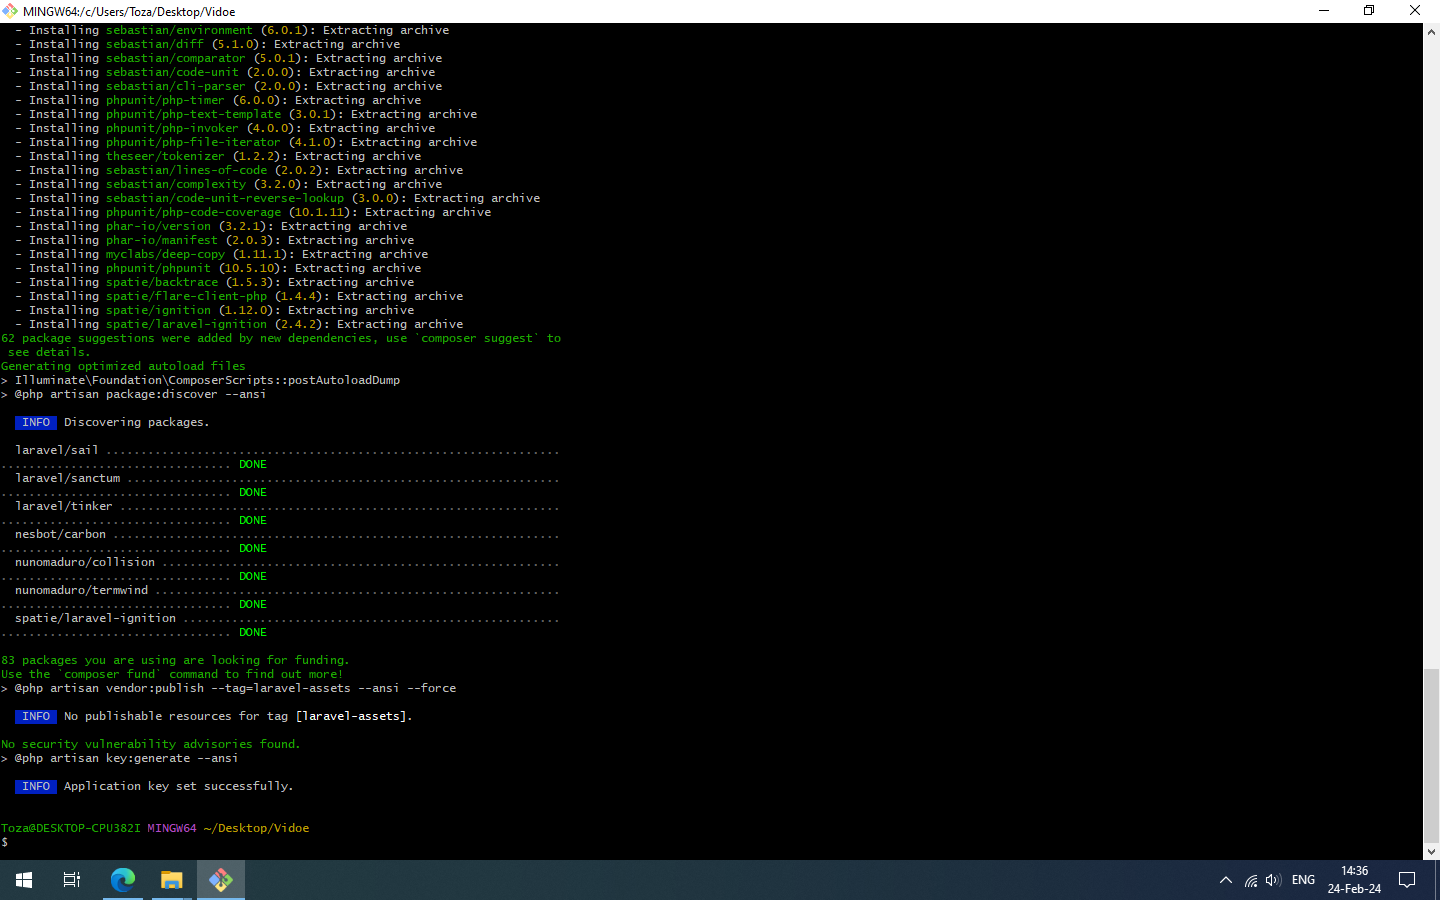 MINGW64:/c/Users/Toza/Desktop/Vidoe
- Installing sebastian/environment (6.0.1): Extracting archive
- Installing sebastian/diff (5.1.0): Extracting archive
- Installing sebastian/comparator (5.0.1): Extracting archive
- Installing sebastian/code-unit (2.0.0): Extracting archive
- Installing sebastian/cli-parser (2.0.0): Extracting archive
- Installing phpunit/php-timer (6.0.0): Extracting archive
- Installing phpunit/php-text-template (3.0.1): Extracting archive
- Installing phpunit/php-invoker (4.0.0): Extracting archive
- Installing phpunit/php-file-iterator (4.1.0): Extracting archive
- Installing theseer/tokenizer (1.2.2): Extracting archive
- Installing sebastian/lines-of-code (2.0.2): Extracting archive
- Installing sebastian/complexity (3.2.0): Extracting archive
- Installing sebastian/code-unit-reverse-lookup (3.0.0): Extracting archive
- Installing phpunit/php-code-coverage (10.1.11): Extracting archive
- Installing phar-io/version (3.2.1): Extracting archive
- Installing phar-io/manifest (2.0.3): Extracting archive
- Installing myclabs/deep-copy (1.11.1): Extracting archive
- Installing phpunit/phpunit (10.5.10): Extracting archive
- Installing spatie/backtrace (1.5.3): Extracting archive
- Installing spatie/flare-client-php (1.4.4): Extracting archive
- Installing spatie/ignition (1.12.0): Extracting archive
- Installing spatie/laravel-ignition (2.4.2): Extracting archive
62 package suggestions were added by new dependencies, use `composer suggest` to
see details.
Generating optimized autoload files
> Illuminate\Foundation\ComposerScripts::postAutoloadDump
> @php artisan package:discover --ansi
INFO Discovering packages.
laravel/sail .................................................................
................................. DONE
laravel/sanctum ..............................................................
................................. DONE
laravel/tinker ...............................................................
................................. DONE
nesbot/carbon ................................................................
................................. DONE
nunomaduro/collision .........................................................
................................. DONE
nunomaduro/termwind ..........................................................
................................. DONE
spatie/laravel-ignition ......................................................
................................. DONE
83 packages you are using are looking for funding.
Use the `composer fund` command to find out more!
> @php artisan vendor:publish --tag=laravel-assets --ansi --force
INFO No publishable resources for tag [laravel-assets].
No security vulnerability advisories found.
> @php artisan key:generate --ansi
INFO Application key set successfully.
Toza@DESKTOP-CPU382I MINGW64 ~/Desktop/Vidoe
$
ENG
14:36
24-Feb-24